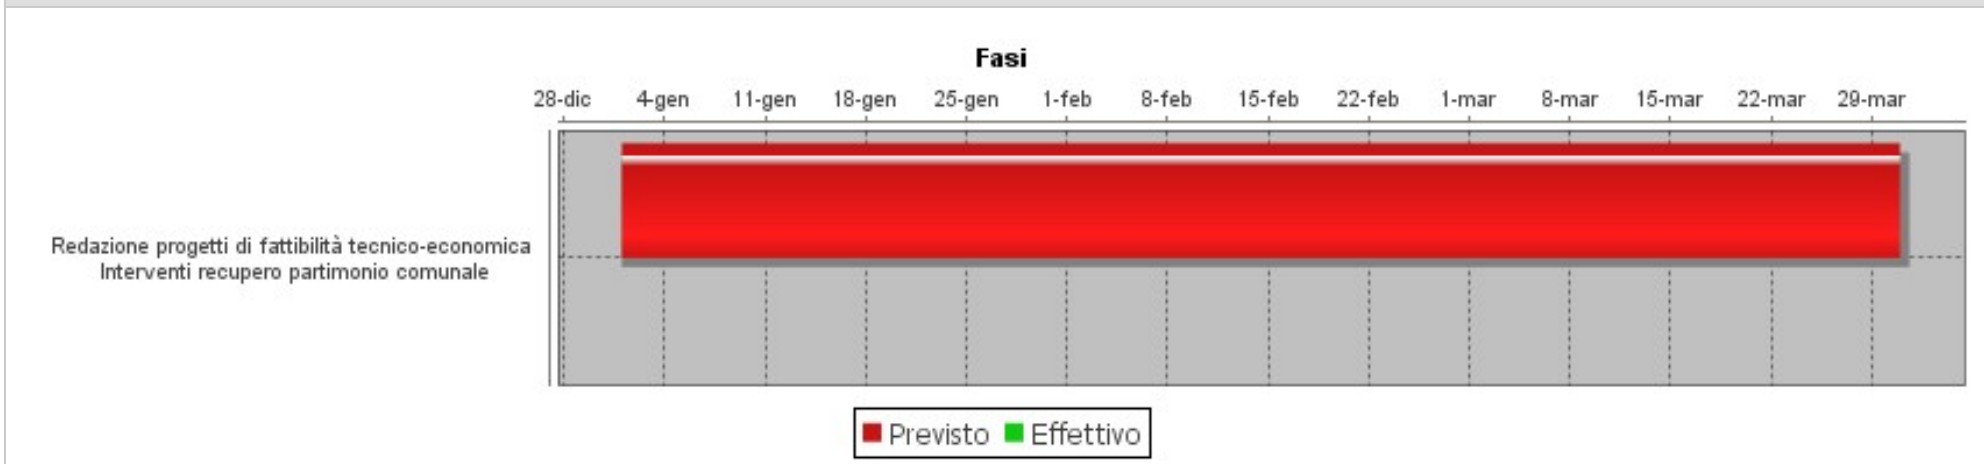 Fasi
28-dic 4-gen 11-gen 18-gen 25-gen 1-feb 8-feb 15-feb 22-feb 1-mar 8-mar 15-mar 22-mar 29-mar
Redazione progetti di fattibilità tecnico-economica
Interventi recupero partimonio comunale
Previsto Effettivo